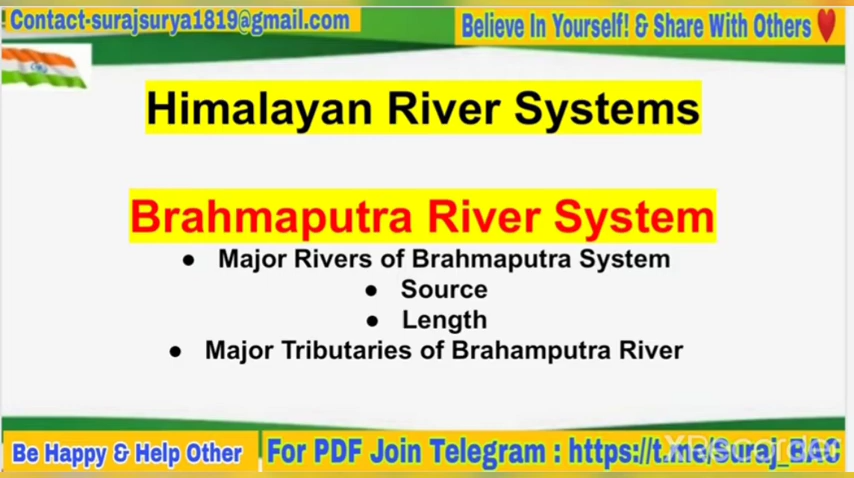 Contact-surajsurya1819@gmail.com
Believe In Yourself! & Share With Others
Himalayan River Systems
Brahmaputra River System
● Major Rivers of Brahmaputra System
● Source
● Length
● Major Tributaries of Brahamputra River
Be Happy & Help Other
For PDF Join Telegram : https://t.me/Suraj_BAC
XRecorder